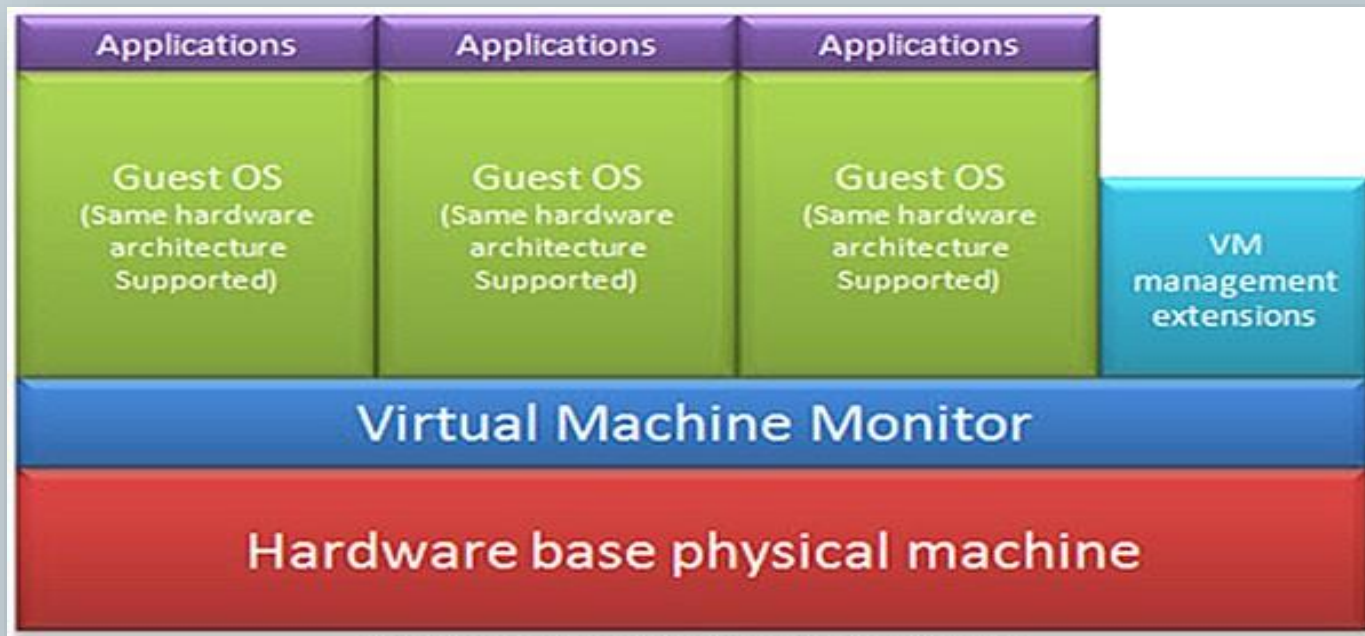 Applications
Applications
Applications
Guest OS
(Same hardware
architecture
Supported)
Guest OS
(Same hardware
architecture
Supported)
Guest OS
(Same hardware
architecture
Supported)
VM
management
extensions
Virtual Machine Monitor
Hardware base physical machine